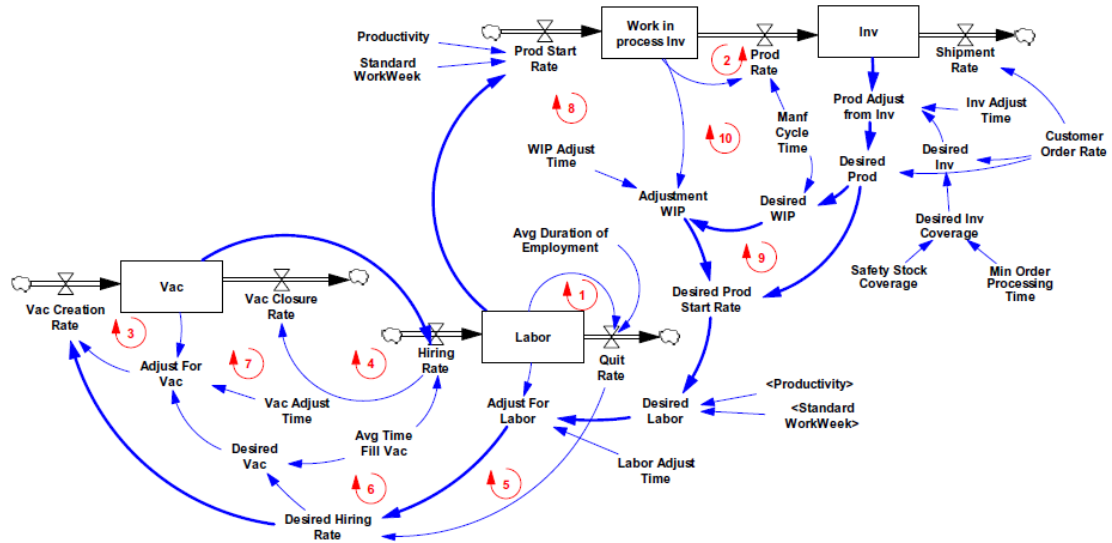 Productivity
Standard
WorkWeek
Prod Start
Rate
Work in
process Inv
2
Prod
Rate
Inv
Shipment
Rate
8
10
WIP Adjust
Time
Manf
Cycle
Time
Prod Adjust
from Inv
Inv Adjust
Time
Customer
Order Rate
Desired
Inv
Desired
Prod
Adjustment
WIP
Desired
WIP
Desired Inv
Coverage
Avg Duration of
Employment
9
Safety Stock
Coverage
Min Order
Processing
Time
Desired Prod
Start Rate
Vac
Vac Creation
Rate
Vac Closure
Rate
3
7
4
1
Hiring
Rate
Labor
Quit
Rate
Adjust For
Vac
Vac Adjust
Time
Adjust For
Labor
Desired
Labor
<Productivity>
<Standard
WorkWeek>
Desired
Vac
Avg Time
Fill Vac
Labor Adjust
Time
6
5
Desired Hiring
Rate